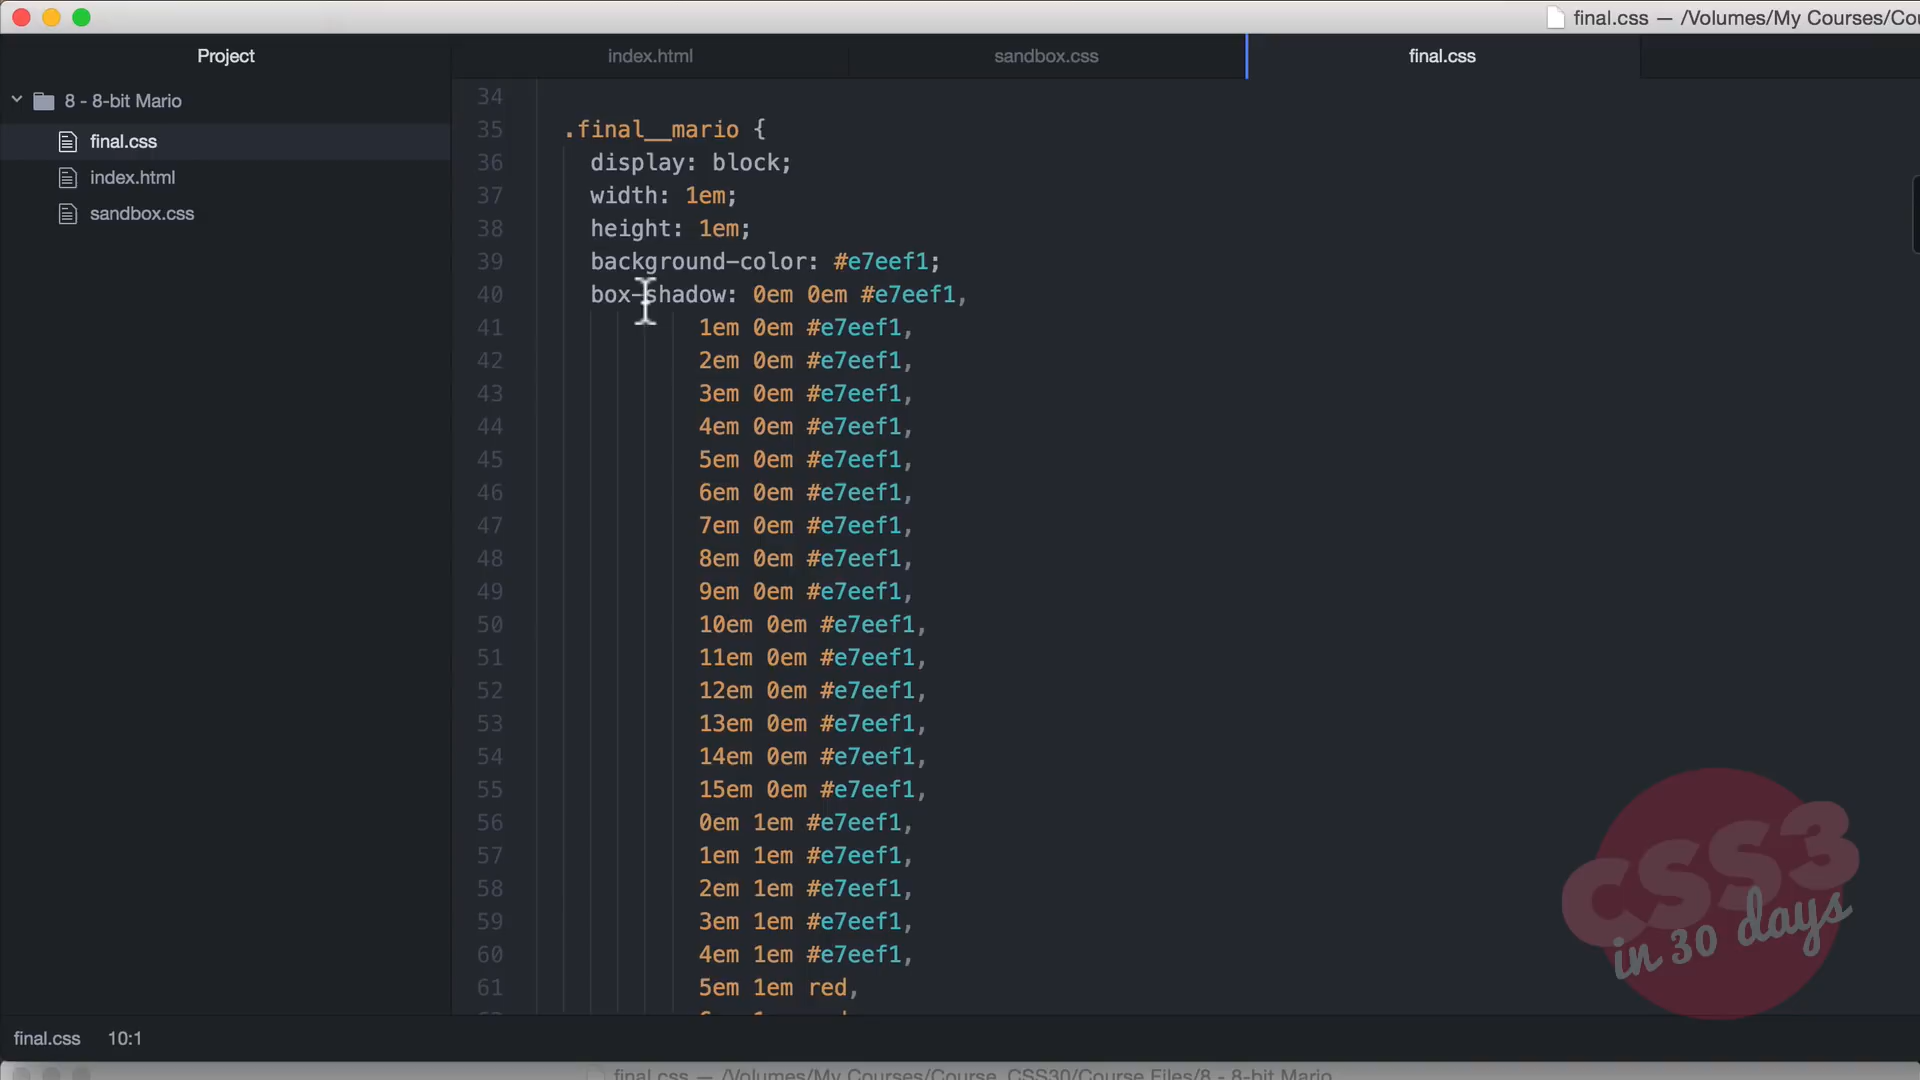 final.css — /Volumes/My Courses/Cou
Project
index.html
sandbox.css
final.css
8 - 8-bit Mario
final.css
index.html
sandbox.css
34
35 .final__mario {
36 display: block;
37 width: 1em;
38 height: 1em;
39 background-color: #e7eef1;
40 box-shadow: 0em 0em #e7eef1,
41 1em 0em #e7eef1,
42 2em 0em #e7eef1,
43 3em 0em #e7eef1,
44 4em 0em #e7eef1,
45 5em 0em #e7eef1,
46 6em 0em #e7eef1,
47 7em 0em #e7eef1,
48 8em 0em #e7eef1,
49 9em 0em #e7eef1,
50 10em 0em #e7eef1,
51 11em 0em #e7eef1,
52 12em 0em #e7eef1,
53 13em 0em #e7eef1,
54 14em 0em #e7eef1,
55 15em 0em #e7eef1,
56 0em 1em #e7eef1,
57 1em 1em #e7eef1,
58 2em 1em #e7eef1,
59 3em 1em #e7eef1,
60 4em 1em #e7eef1,
61 5em 1em red,
CSS3
in 30 days
final.css 10:1
final.css — /Volumes/My Courses/Course_CSS30/Course Files/8 - 8-bit Mario